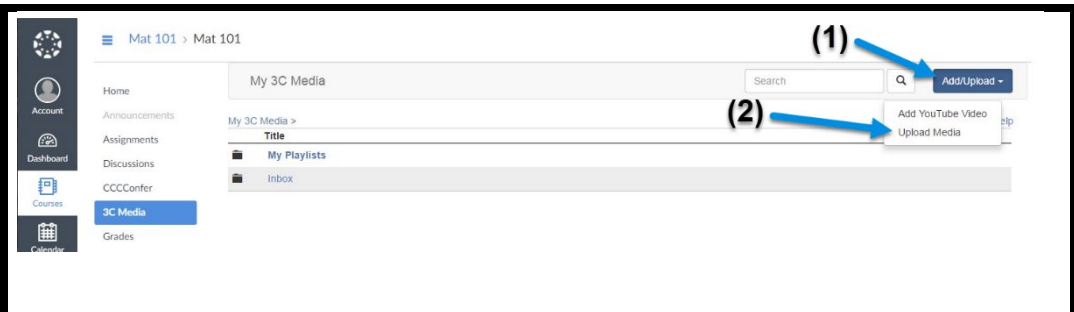 Mat 101 > Mat 101
(1)
My 3C Media
Search
Add/Upload
Home
Account
Announcements
(2)
Add YouTube Video
My 3C Media >
Upload Media
Title
Assignments
My Playlists
Dashboard
Discussions
Inbox
CCCConfer
Courses
3C Media
Grades
Calendar